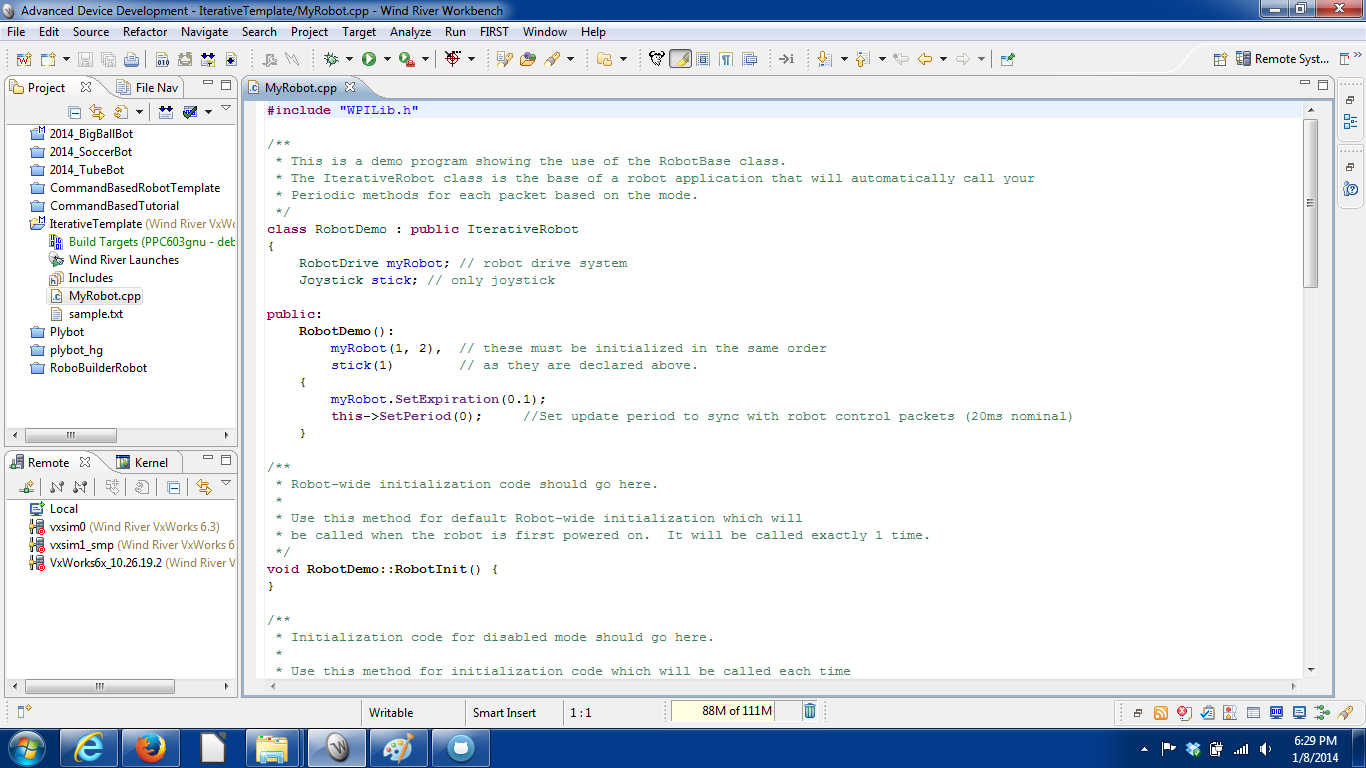 Advanced Device Development - IterativeTemplate/MyRobot.cpp - Wind River Workbench
File Edit Source Refactor Navigate Search Project Target Analyze Run FIRST Window Help
Remote Syst...
Project File Nav
2014_BigBallBot
2014_SoccerBot
2014_TubeBot
CommandBasedRobotTemplate
CommandBasedTutorial
IterativeTemplate (Wind River VxWo
Build Targets (PPC603gnu - deb
Wind River Launches
Includes
MyRobot.cpp
sample.txt
Plybot
plybot_hg
RoboBuilderRobot
Remote Kernel
Local
vxsim0 (Wind River VxWorks 6.3)
vxsim1_smp (Wind River VxWorks 6
VxWorks6x_10.26.19.2 (Wind River V
MyRobot.cpp
#include "WPILib.h"
/**
 * This is a demo program showing the use of the RobotBase class.
 * The IterativeRobot class is the base of a robot application that will automatically call your
 * Periodic methods for each packet based on the mode.
 */
class RobotDemo : public IterativeRobot
{
    RobotDrive myRobot; // robot drive system
    Joystick stick; // only joystick
public:
    RobotDemo():
        myRobot(1, 2),  // these must be initialized in the same order
        stick(1)        // as they are declared above.
    {
        myRobot.SetExpiration(0.1);
        this->SetPeriod(0);     //Set update period to sync with robot control packets (20ms nominal)
    }
/**
 * Robot-wide initialization code should go here.
 *
 * Use this method for default Robot-wide initialization which will
 * be called when the robot is first powered on.  It will be called exactly 1 time.
 */
void RobotDemo::RobotInit() {
}
/**
 * Initialization code for disabled mode should go here.
 *
 * Use this method for initialization code which will be called each time
Writable Smart Insert 1 : 1 88M of 111M
6:29 PM
1/8/2014